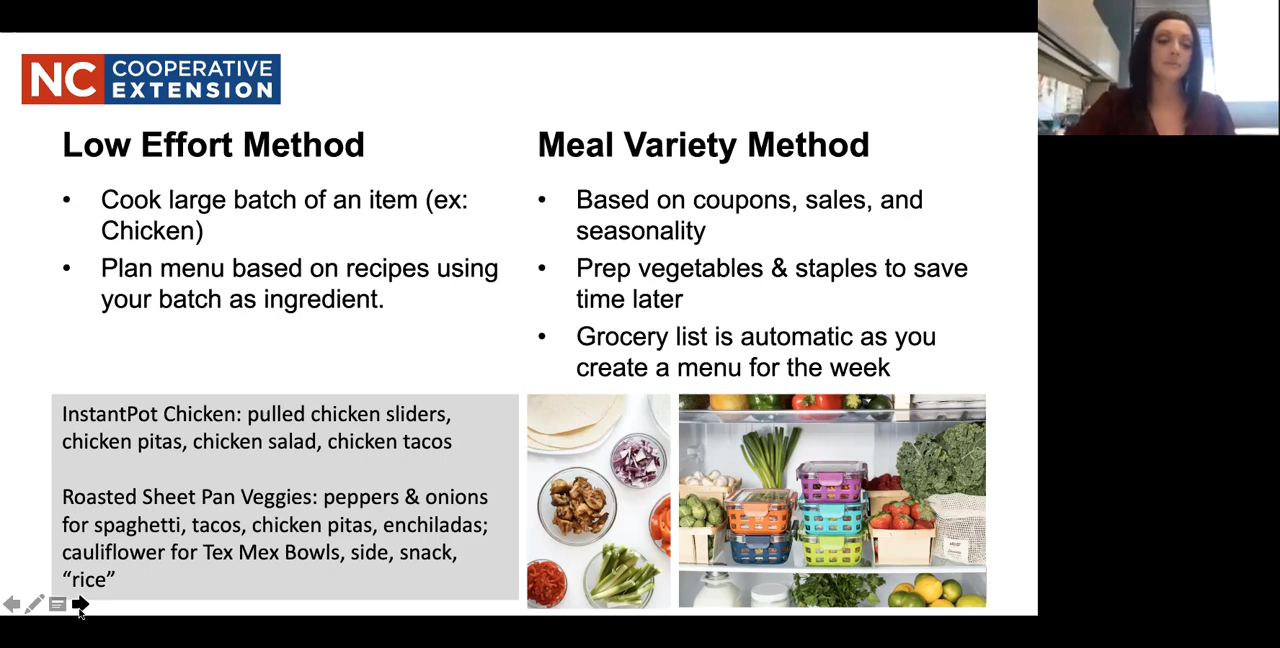 NC COOPERATIVE
EXTENSION
Low Effort Method
• Cook large batch of an item (ex:
Chicken)
• Plan menu based on recipes using
your batch as ingredient.
InstantPot Chicken: pulled chicken sliders,
chicken pitas, chicken salad, chicken tacos
Roasted Sheet Pan Veggies: peppers & onions
for spaghetti, tacos, chicken pitas, enchiladas;
cauliflower for Tex Mex Bowls, side, snack,
“rice”
Meal Variety Method
• Based on coupons, sales, and
seasonality
• Prep vegetables & staples to save
time later
• Grocery list is automatic as you
create a menu for the week